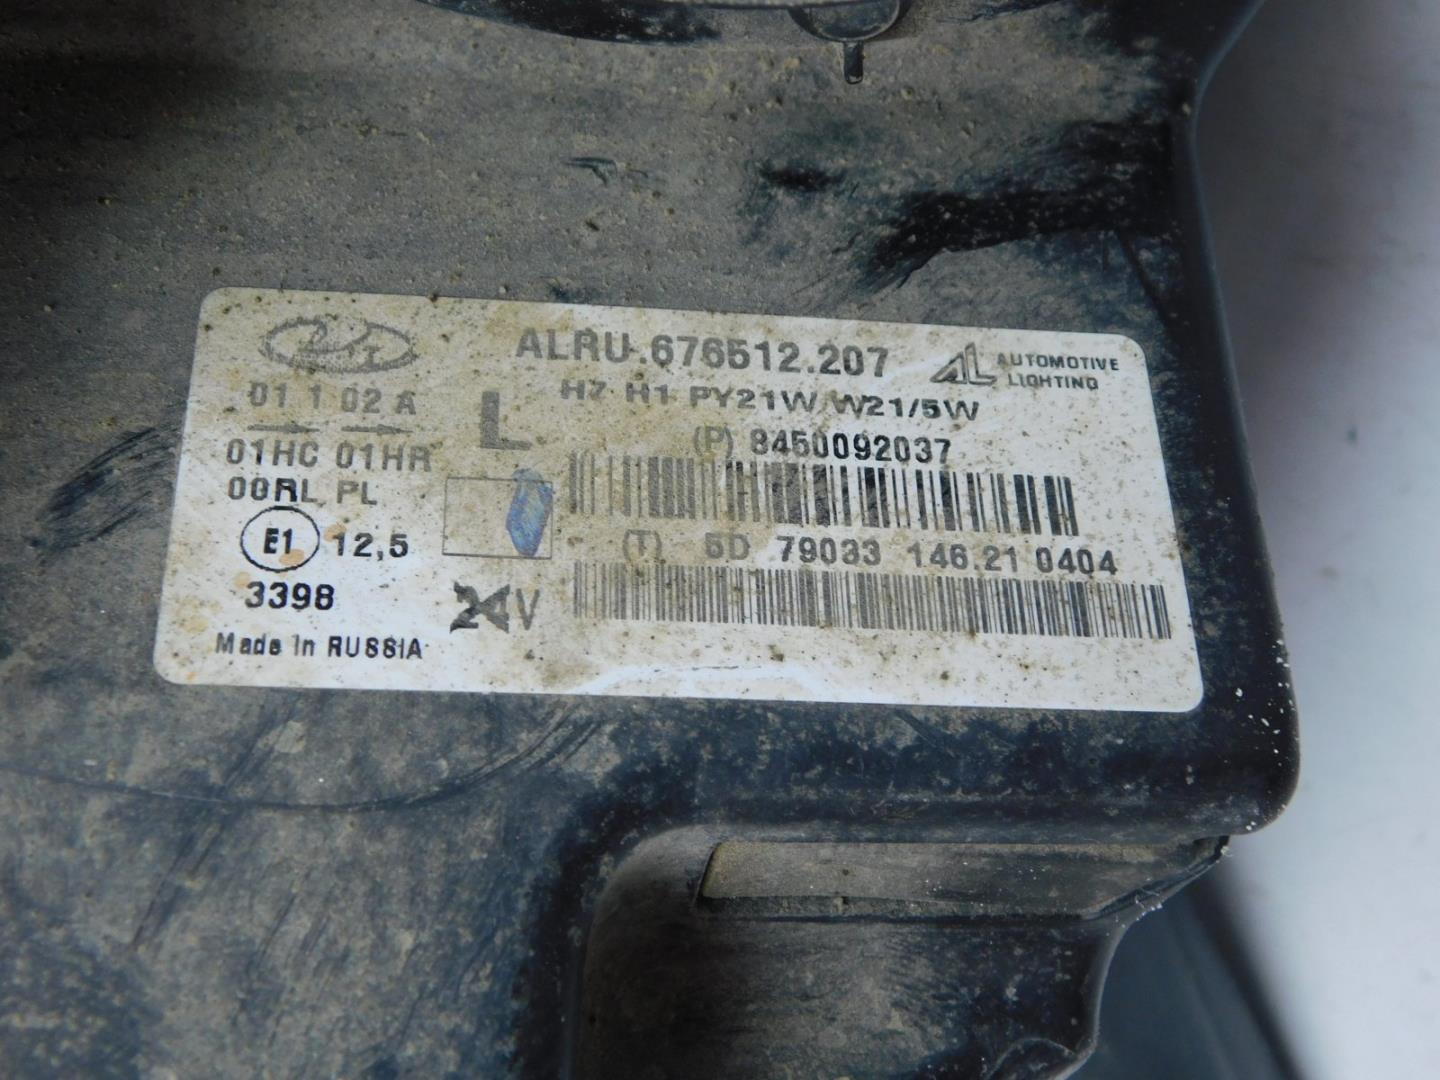 ALRU.676512.207
AL AUTOMOTIVE LIGHTING
H7 H1 PY21W W21/5W
01 1 02 A
L
(P) 8450092037
01HC 01HR
00RL PL
E1 12,5
(T) 5D 79033 146.21 0404
3398
24V
Made in RUSSIA